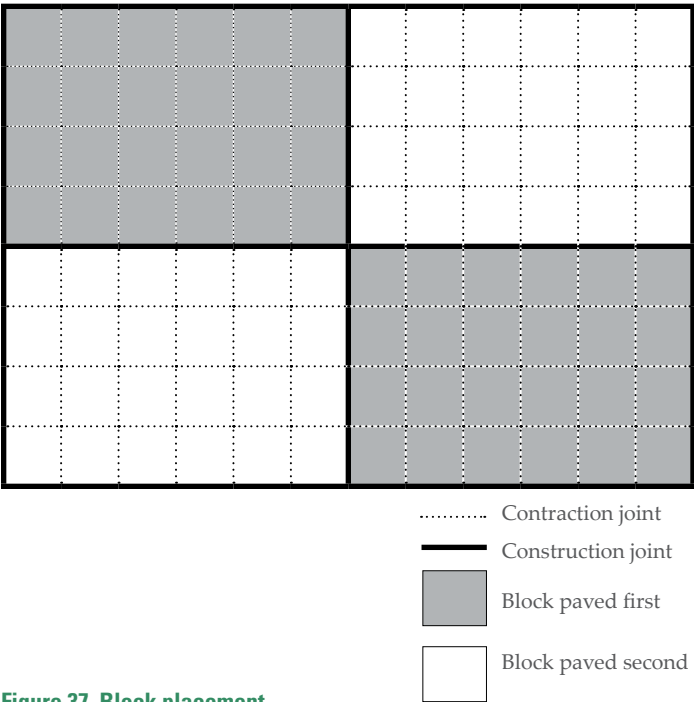 Contraction joint
Construction joint
Block paved first
Block paved second
Figure 37. Block placement